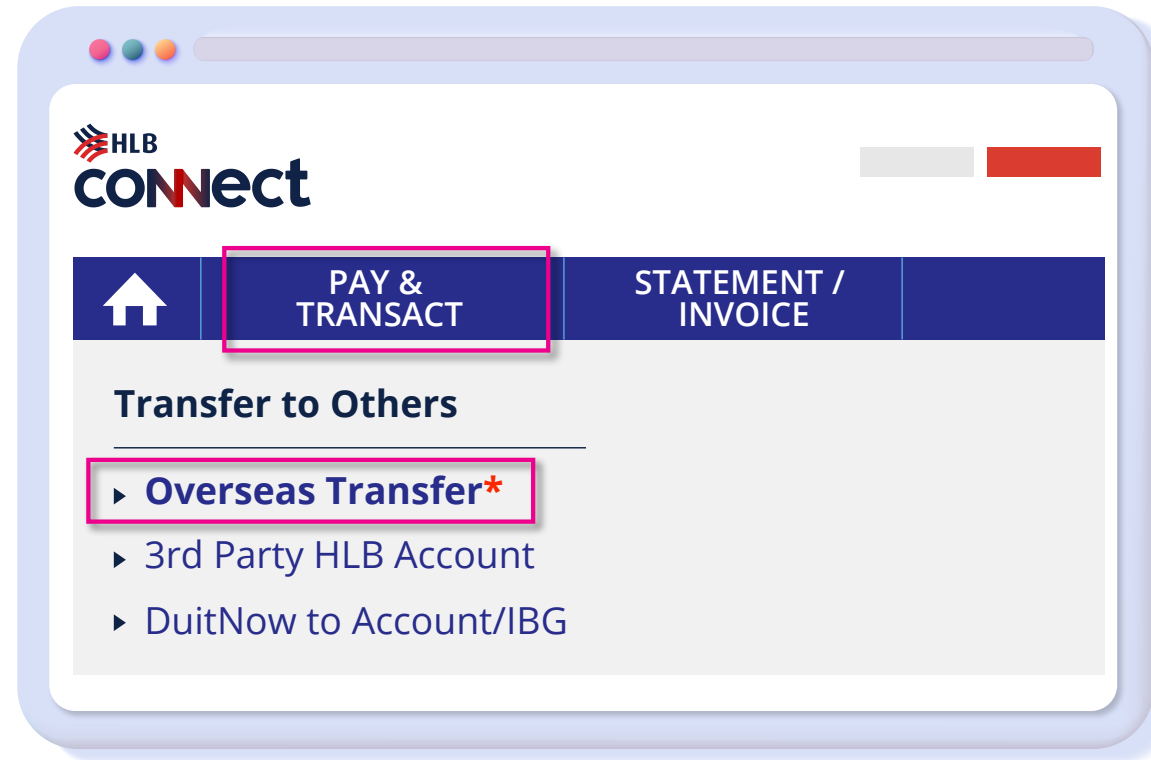 HLB
CONNect
PAY &
TRANSACT
STATEMENT /
INVOICE
Transfer to Others
Overseas Transfer*
3rd Party HLB Account
DuitNow to Account/IBG